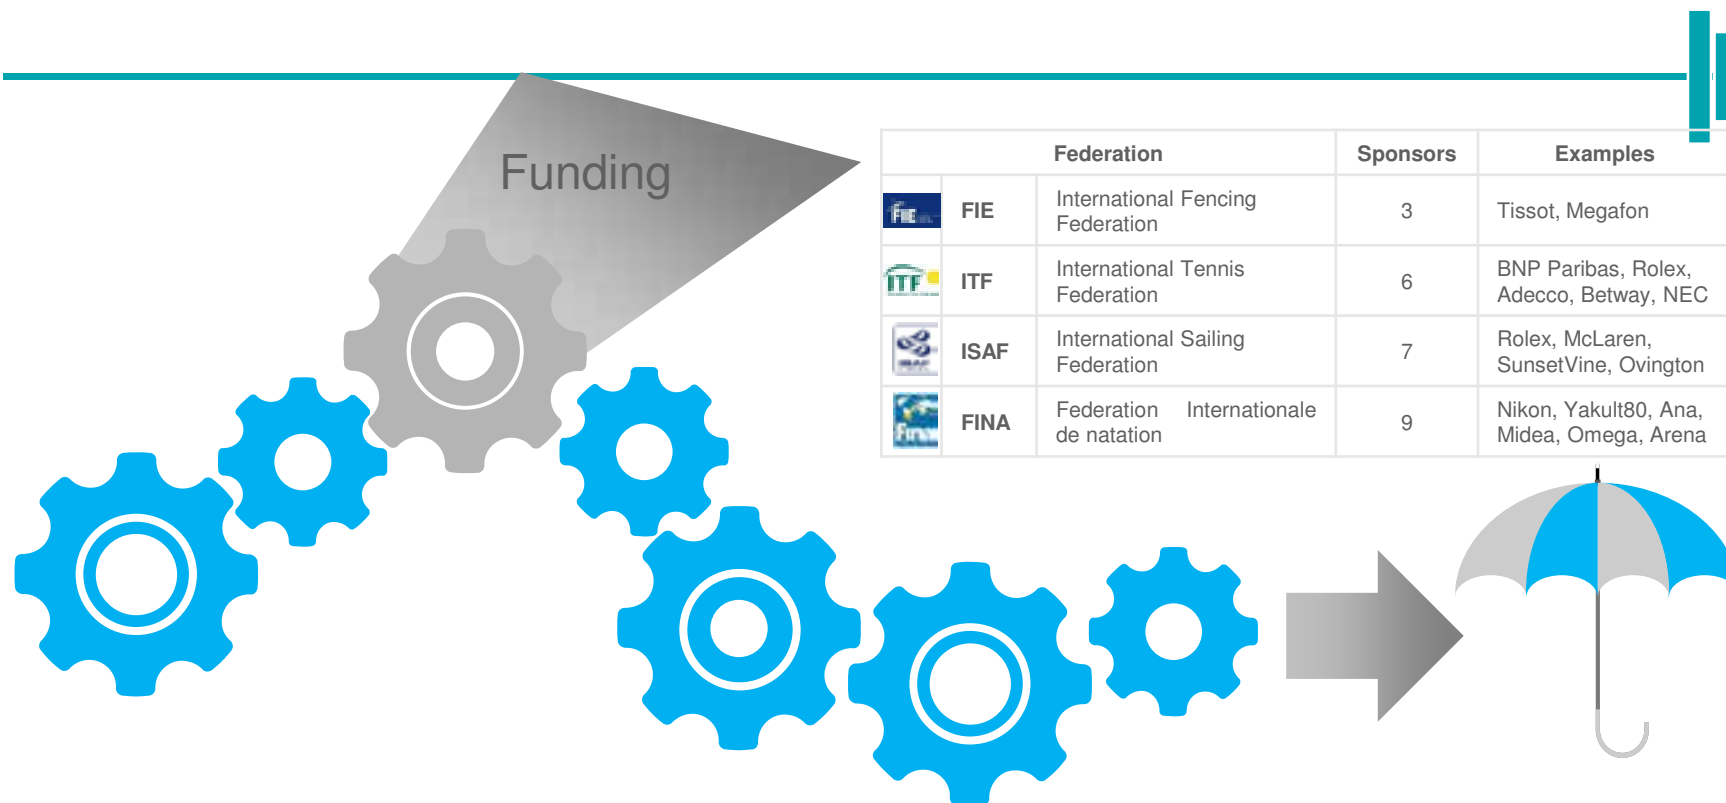 Funding
Federation Sponsors Examples
FIE International Fencing Federation 3 Tissot, Megafon
ITF International Tennis Federation 6 BNP Paribas, Rolex, Adecco, Betway, NEC
ISAF International Sailing Federation 7 Rolex, McLaren, SunsetVine, Ovington
FINA Federation Internationale de natation 9 Nikon, Yakult80, Ana, Midea, Omega, Arena